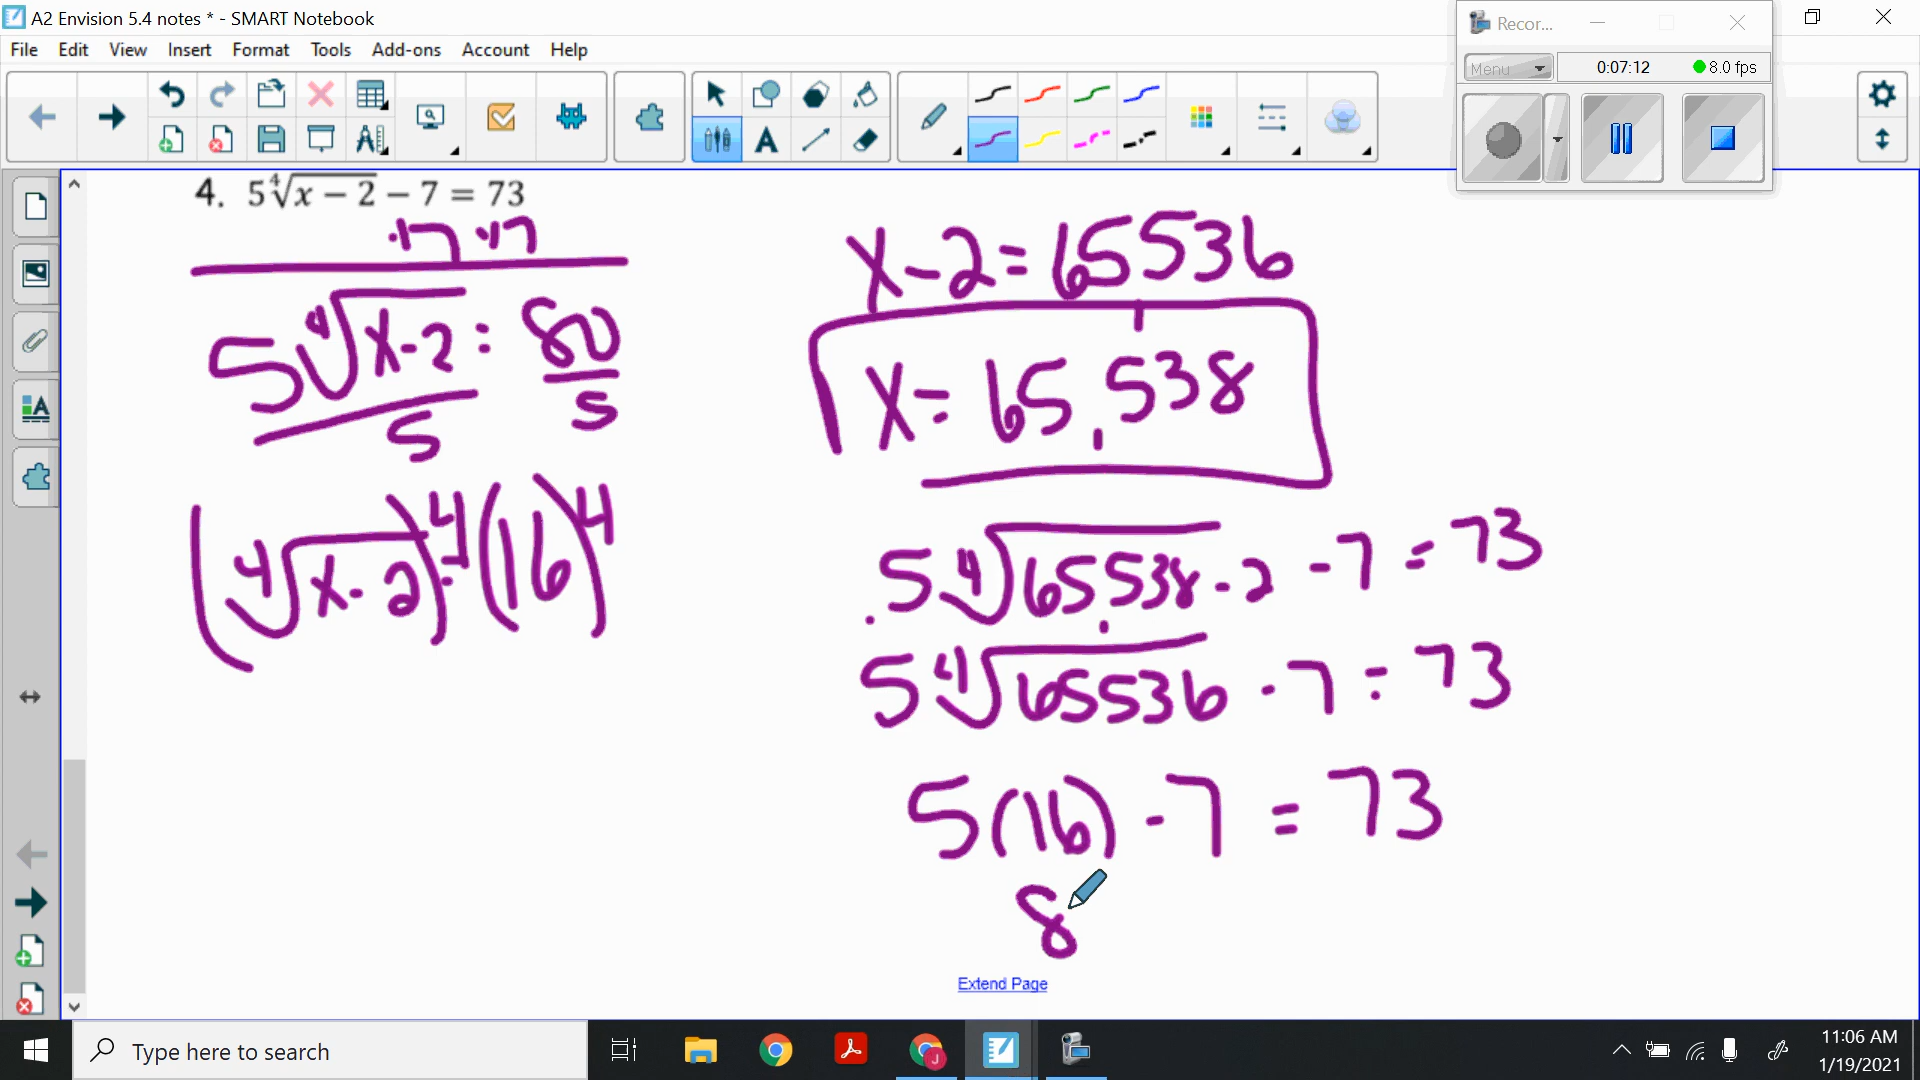 A2 Envision 5.4 notes * - SMART Notebook
File Edit View Insert Format Tools Add-ons Account Help
Recor...
Menu
0:07:12
8.0 fps
4. 5∜(x − 2) − 7 = 73
+7 +7
5∜(x-2) = 80
5 5
(∜(x-2))^4 = (16)^4
x-2=65536
x= 65,538
5∜(65,538-2) -7 = 73
5∜65536 -7 = 73
5(16) -7 = 73
8
Extend Page
Type here to search
11:06 AM
1/19/2021